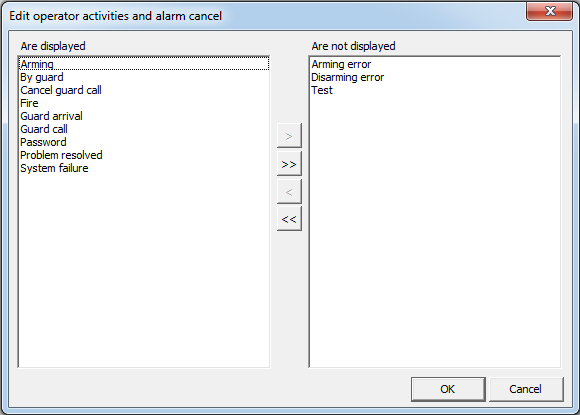 Edit operator activities and alarm cancel
Are displayed
Arming
By guard
Cancel guard call
Fire
Guard arrival
Guard call
Password
Problem resolved
System failure
>
>>
<
<<
Are not displayed
Arming error
Disarming error
Test
OK
Cancel